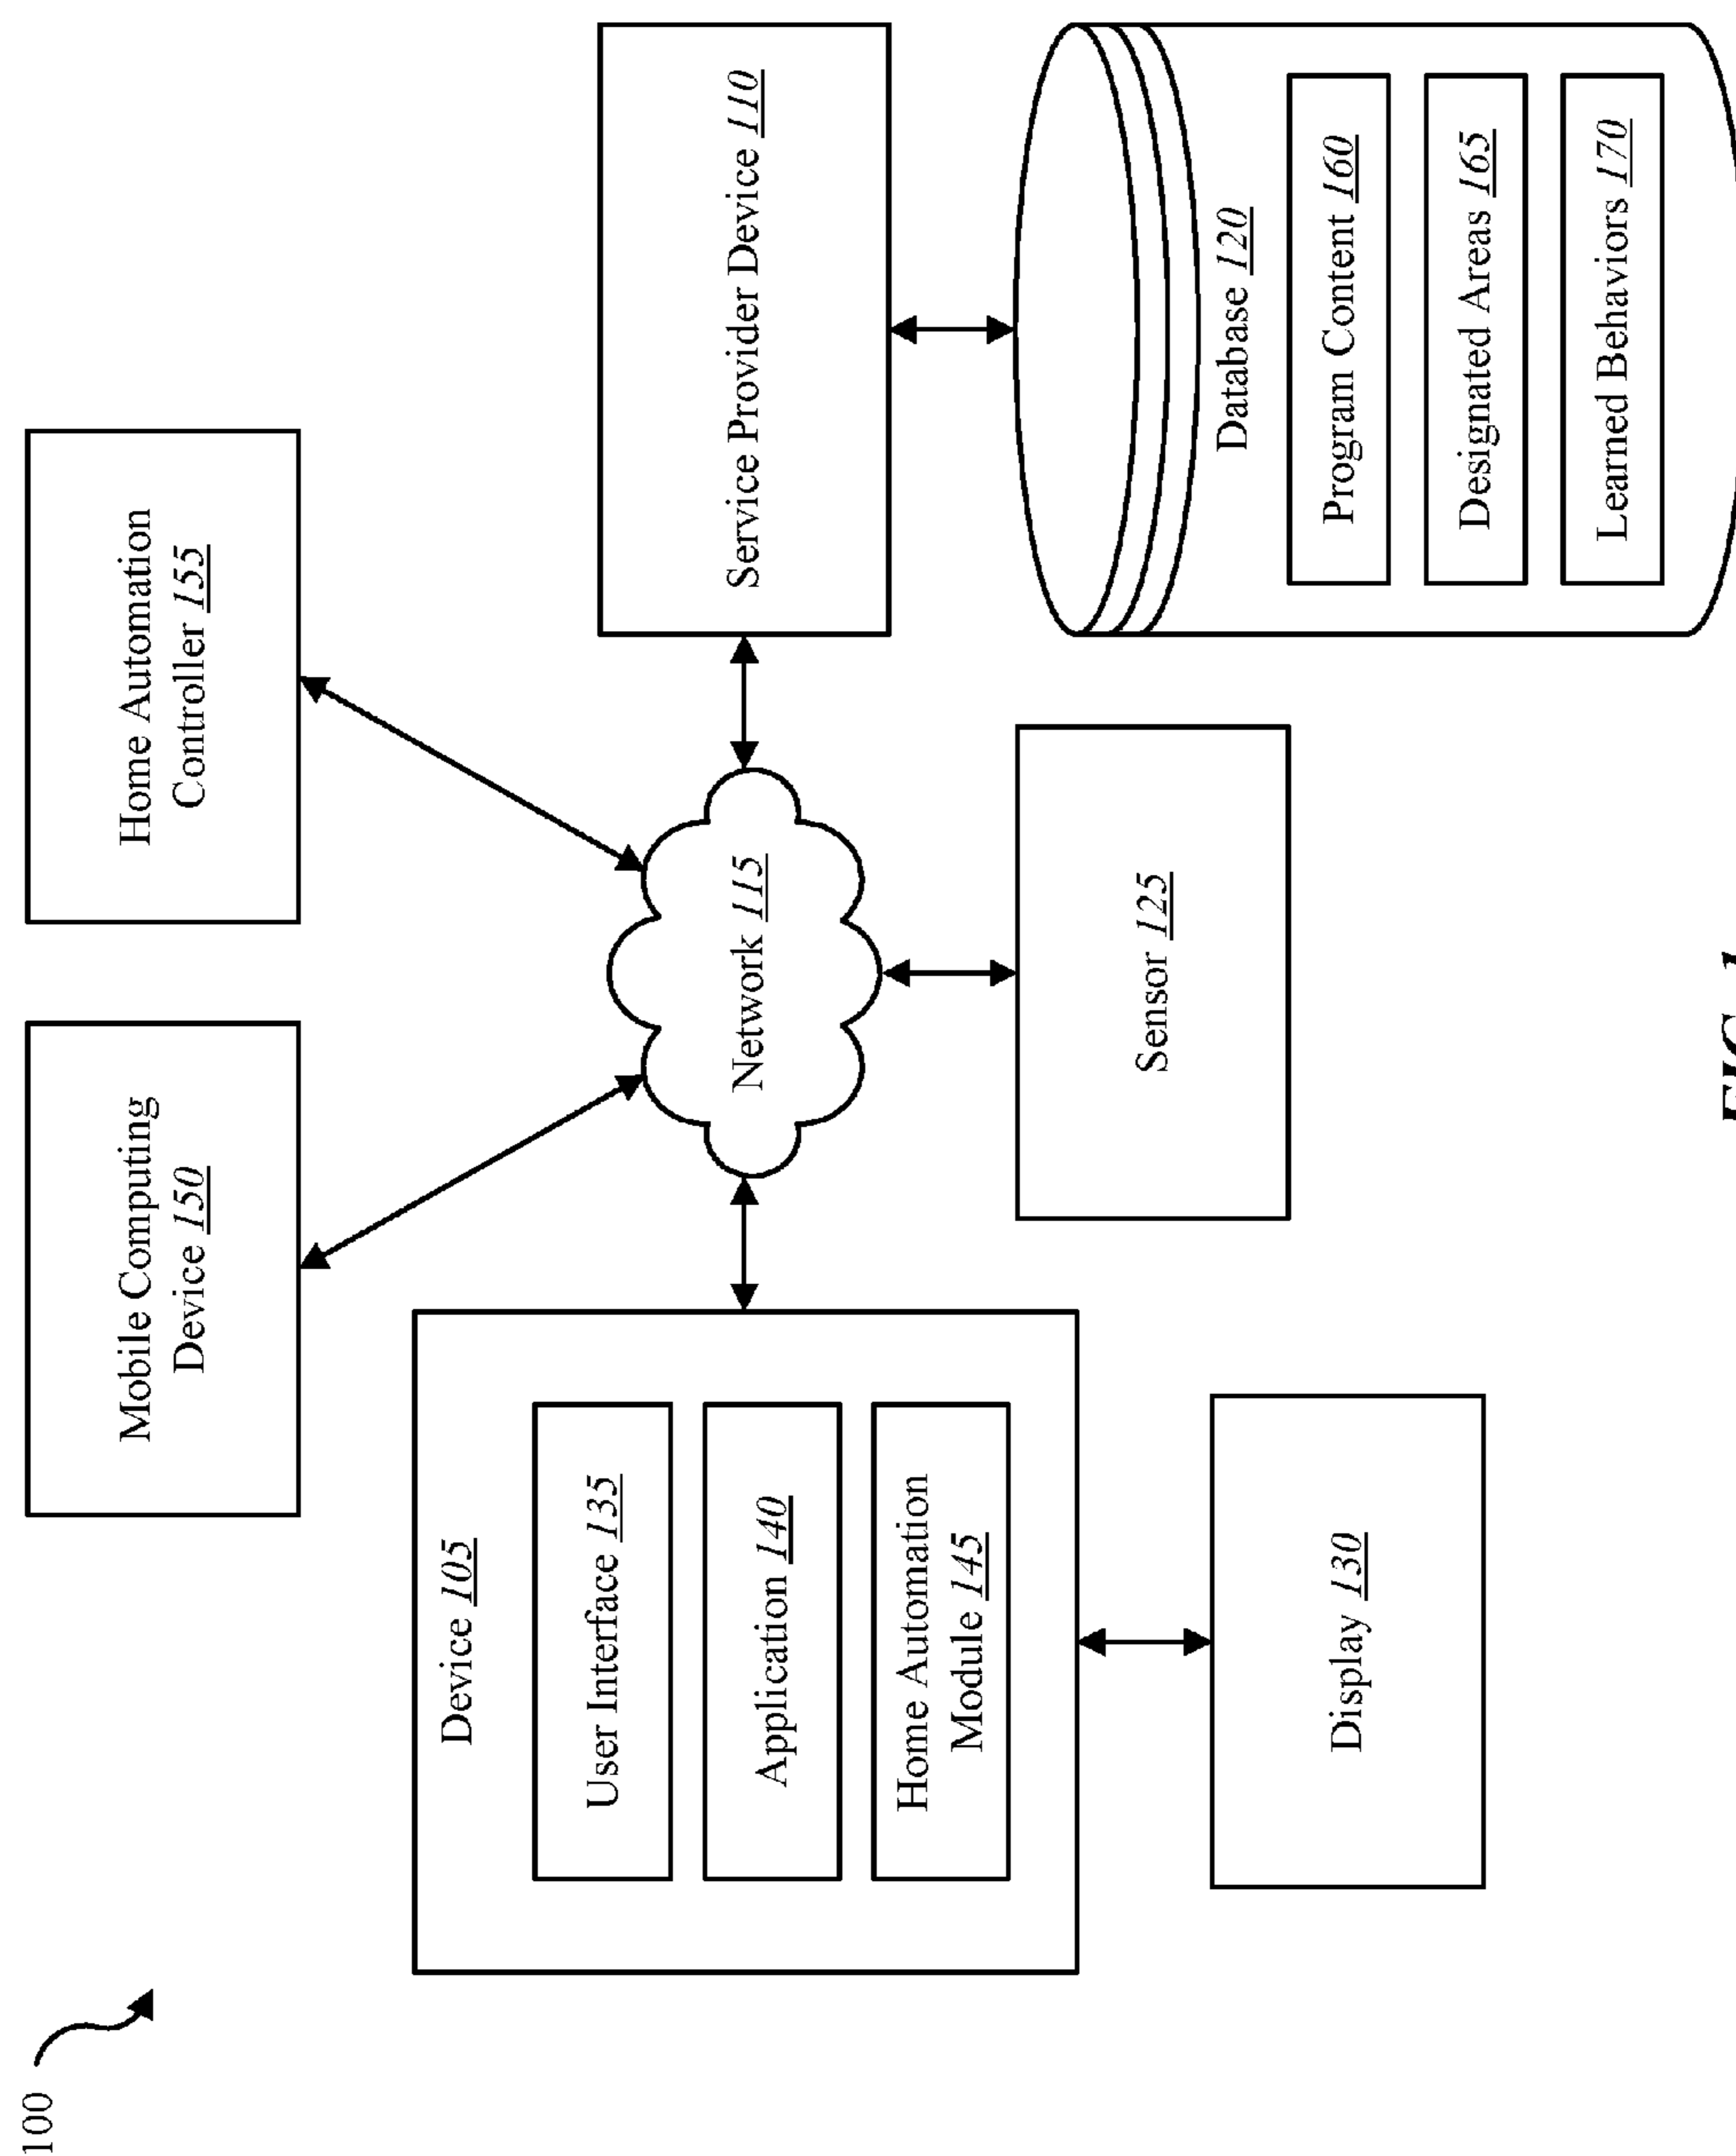 100
Mobile Computing
Device 150
Home Automation
Controller 155
Device 105
User Interface 135
Application 140
Home Automation
Module 145
Network 115
Service Provider Device 110
Sensor 125
Display 130
Database 120
Program Content 160
Designated Areas 165
Learned Behaviors 170